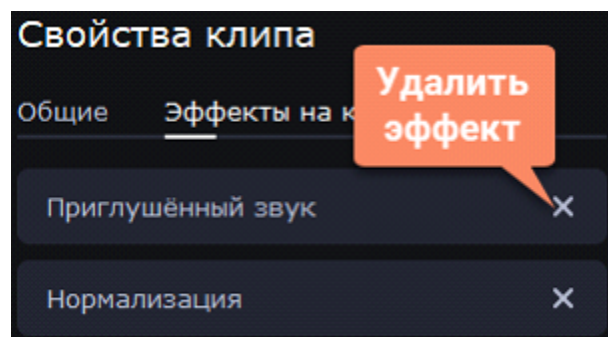 Свойства клипа
Удалить
эффект
Общие Эффекты на к
Приглушённый звук
Нормализация